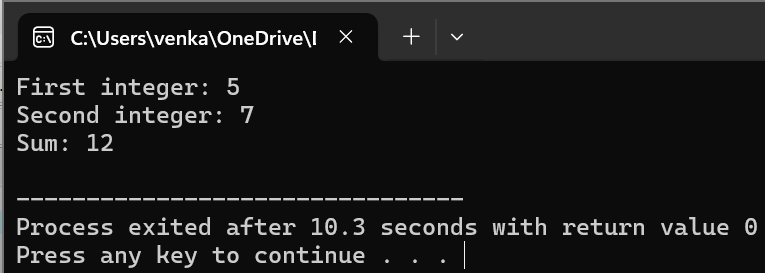 C:\Users\venka\OneDrive\I
First integer: 5
Second integer: 7
Sum: 12
--------------------------------
Process exited after 10.3 seconds with return value 0
Press any key to continue . . .